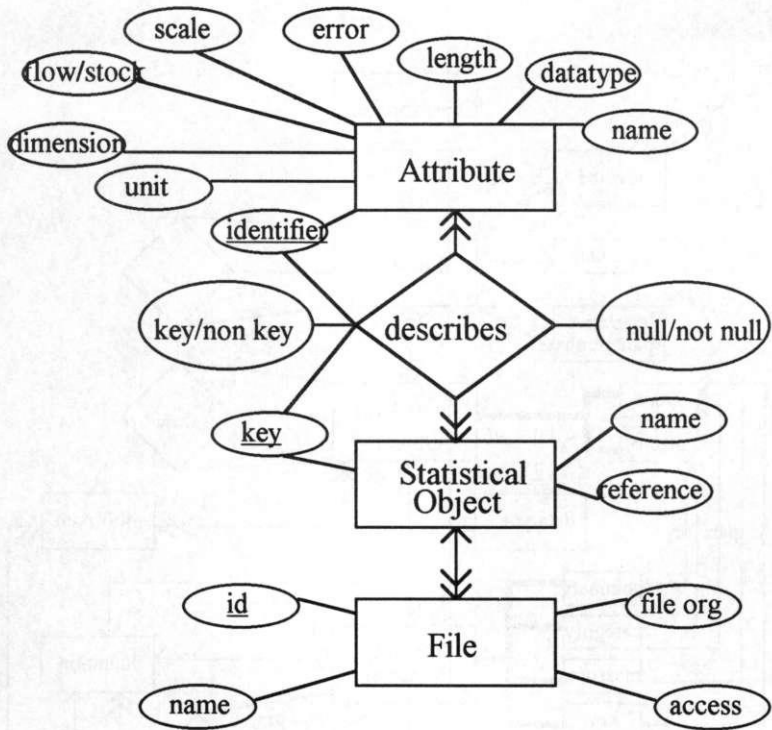 scale
error
length
flow/stock
datatype
name
dimension
Attribute
unit
identifier
key/non key
describes
null/not null
key
name
Statistical
Object
reference
id
file org
File
name
access